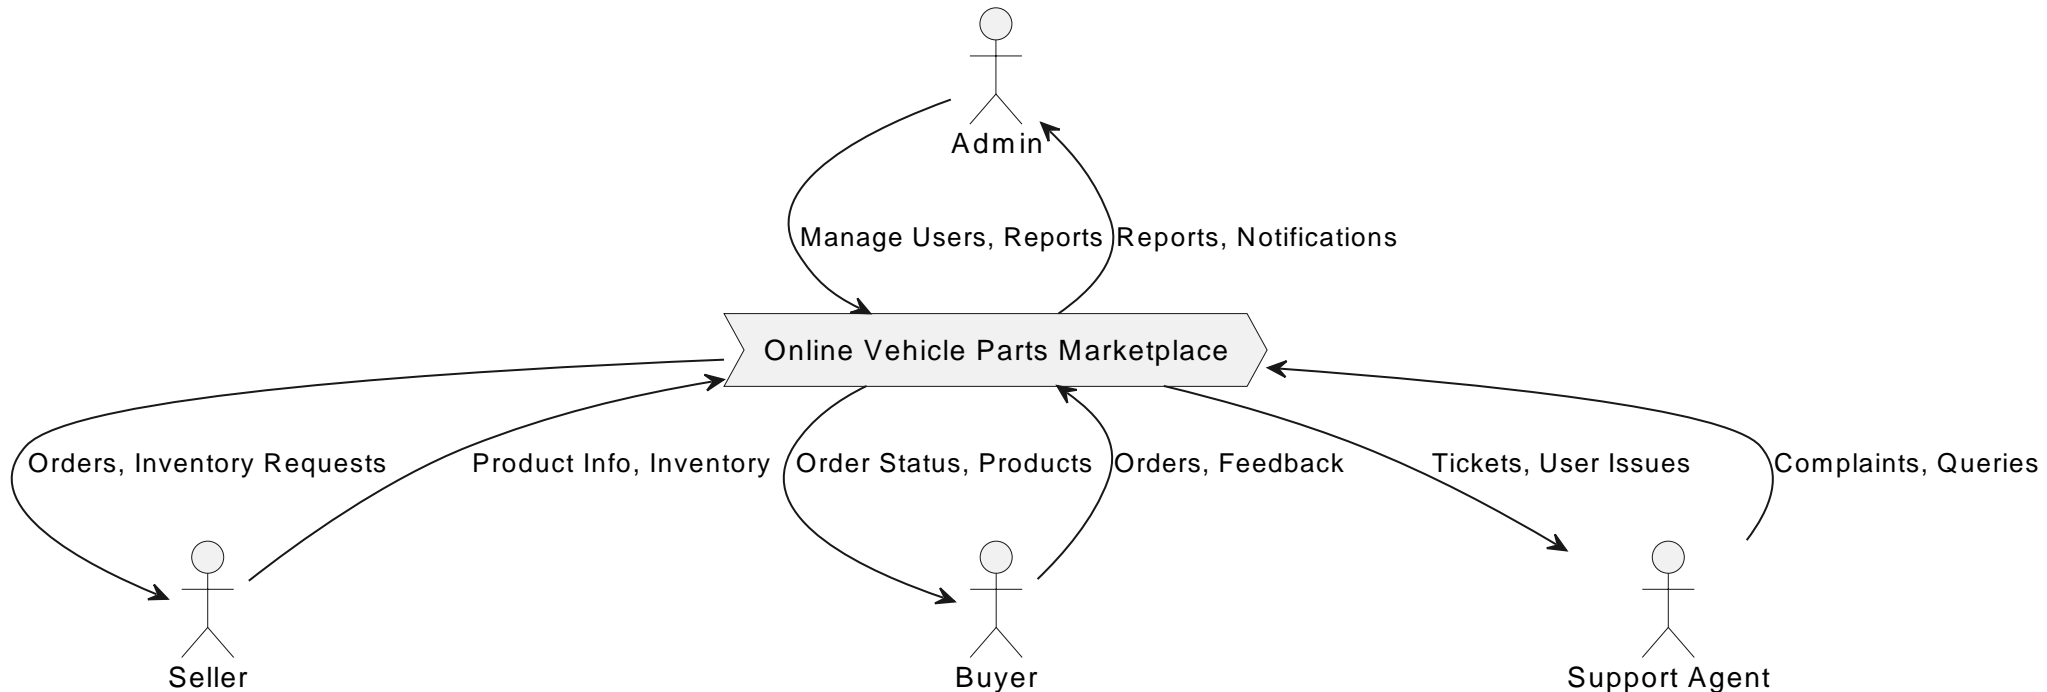 Admin
Manage Users, Reports
Reports, Notifications
Online Vehicle Parts Marketplace
Orders, Inventory Requests
Product Info, Inventory
Order Status, Products
Orders, Feedback
Tickets, User Issues
Complaints, Queries
Seller
Buyer
Support Agent